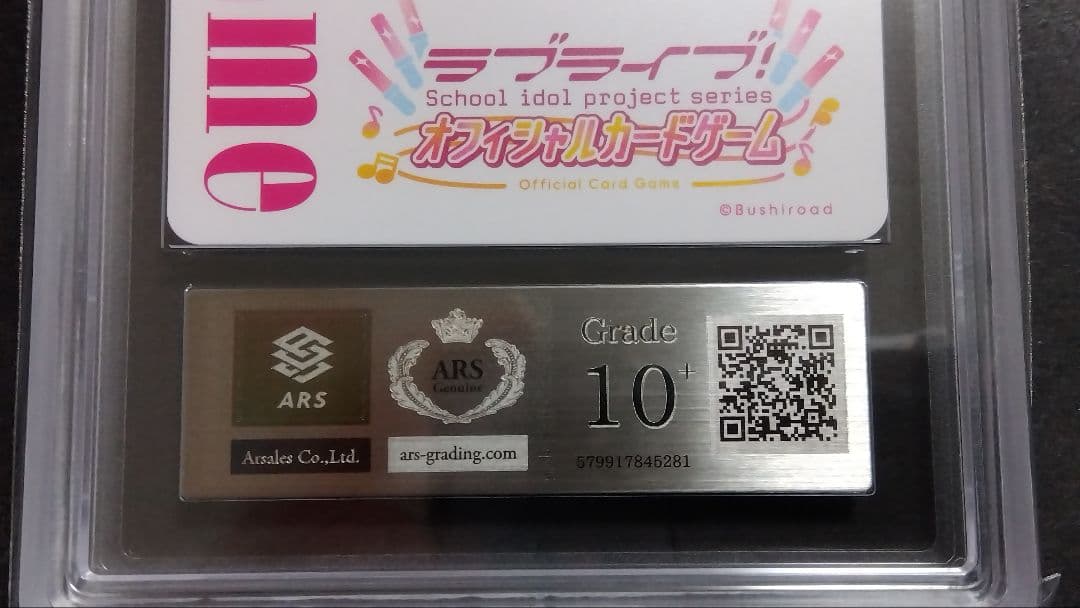 ome
ラブライブ!
School idol project series
オフィシャルカードゲーム
Official Card Game
©Bushiroad
ARS
Arsales Co.,Ltd.
ARS
Genuine
ars-grading.com
Grade
10+
579917845281